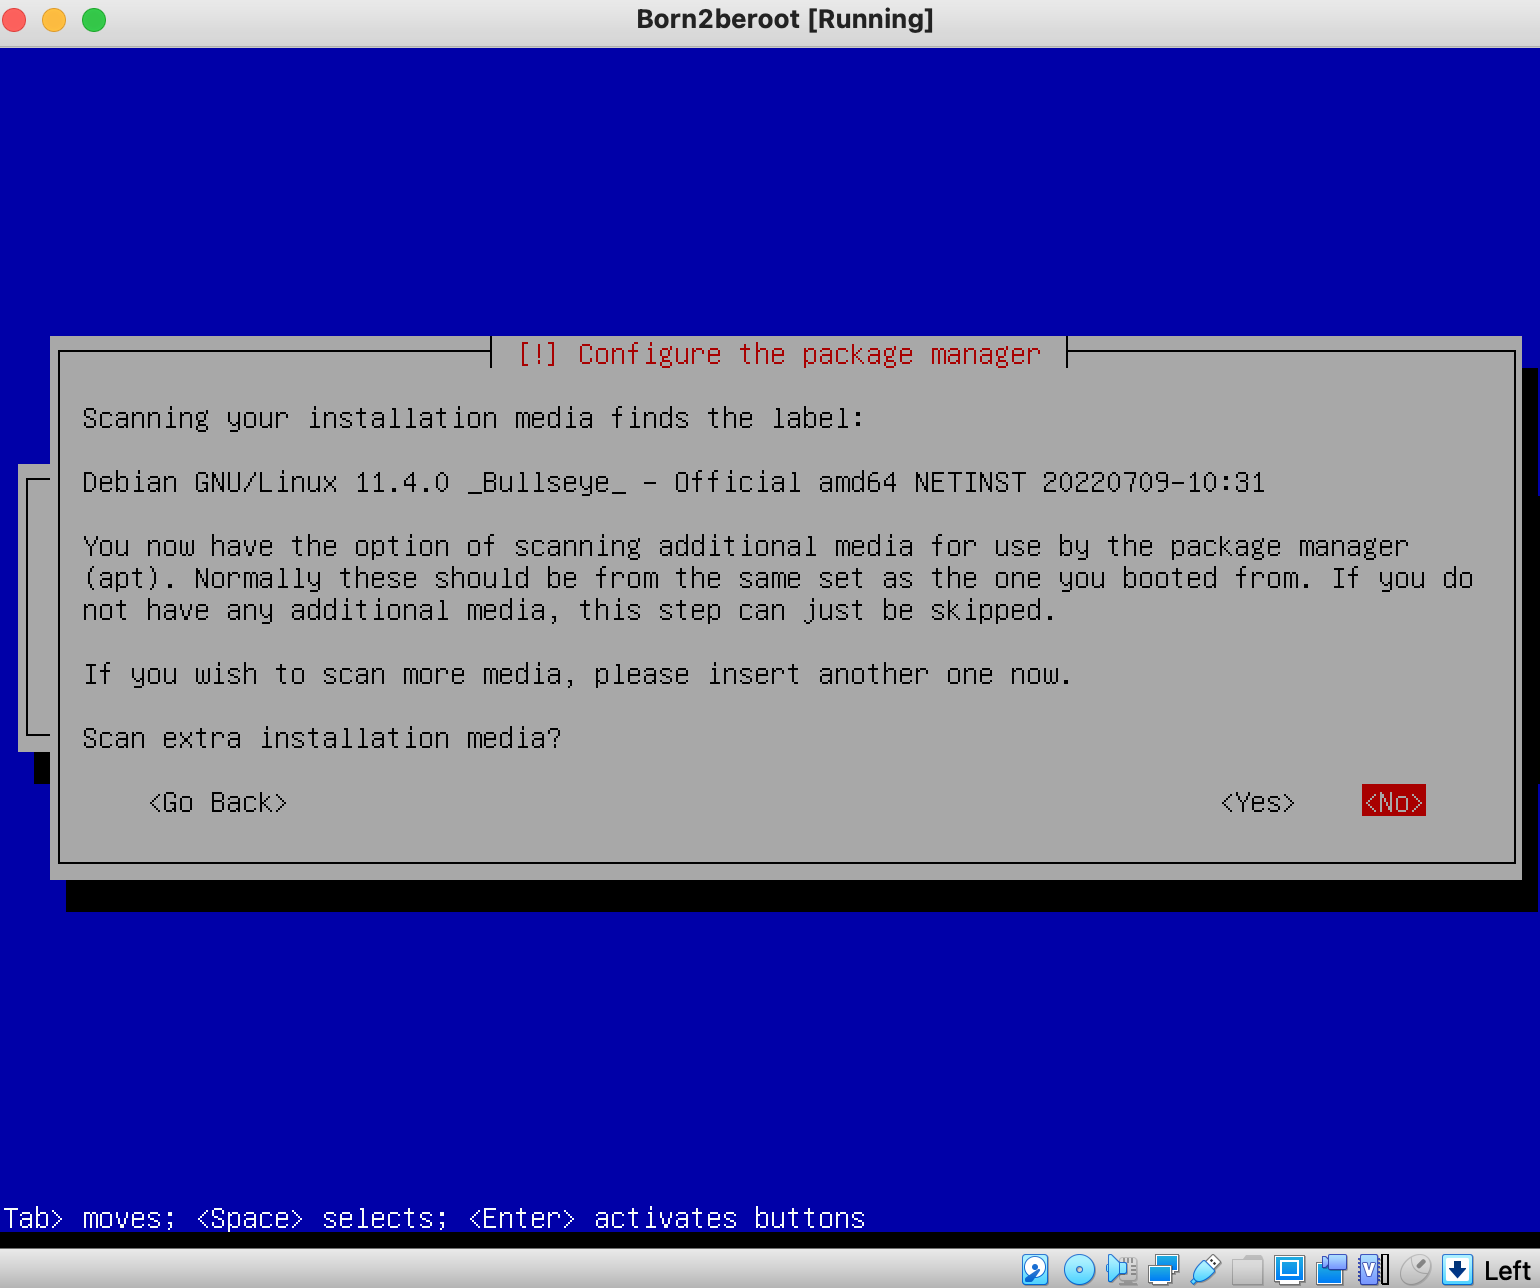 Born2beroot [Running]
[!] Configure the package manager
Scanning your installation media finds the label:
Debian GNU/Linux 11.4.0 _Bullseye_ - Official amd64 NETINST 20220709-10:31
You now have the option of scanning additional media for use by the package manager
(apt). Normally these should be from the same set as the one you booted from. If you do
not have any additional media, this step can just be skipped.
If you wish to scan more media, please insert another one now.
Scan extra installation media?
<Go Back> <Yes> <No>
Tab> moves; <Space> selects; <Enter> activates buttons
Left